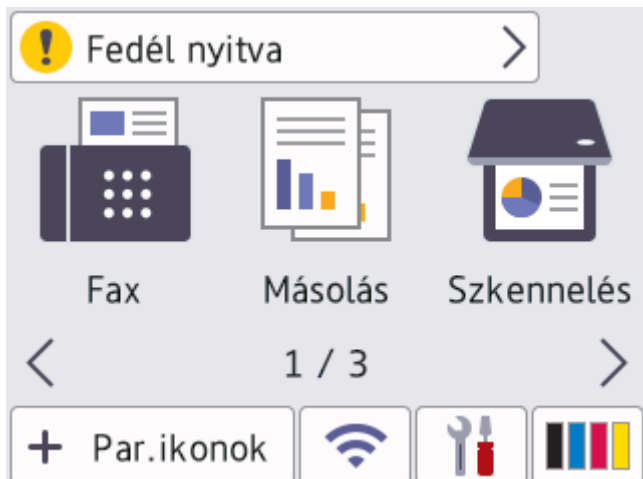 Fedél nyitva
Fax
Másolás
Szkennelés
1 / 3
+ Par.ikonok